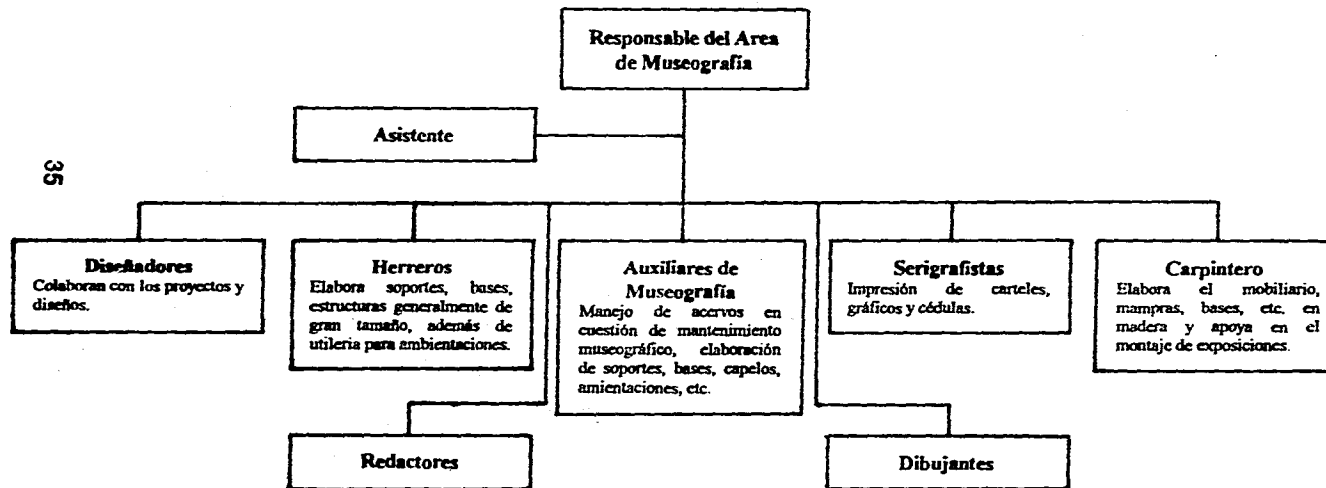 Responsable del Area
de Museografía
Asistente
35
Diseñadores
Colaboran con los proyectos y
diseños.
Herreros
Elabora soportes, bases,
estructuras generalmente de
gran tamaño, además de
utileria para ambientaciones.
Auxiliares de
Museografía
Manejo de acervos en
cuestión de mantenimiento
museográfico, elaboración
de soportes, bases, capelos,
amientaciones, etc.
Serigrafistas
Impresión de carteles,
gráficos y cédulas.
Carpintero
Elabora el mobiliario,
mampras, bases, etc. en
madera y apoya en el
montaje de exposiciones.
Redactores
Dibujantes